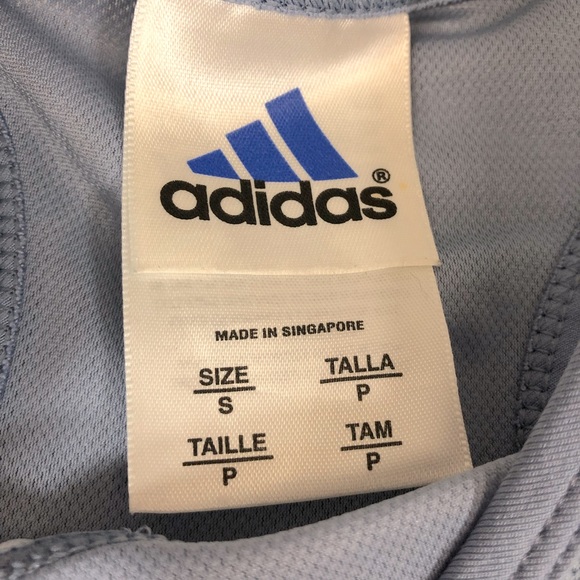 adidas®
MADE IN SINGAPORE
SIZE TALLA
S P
TAILLE TAM
P P